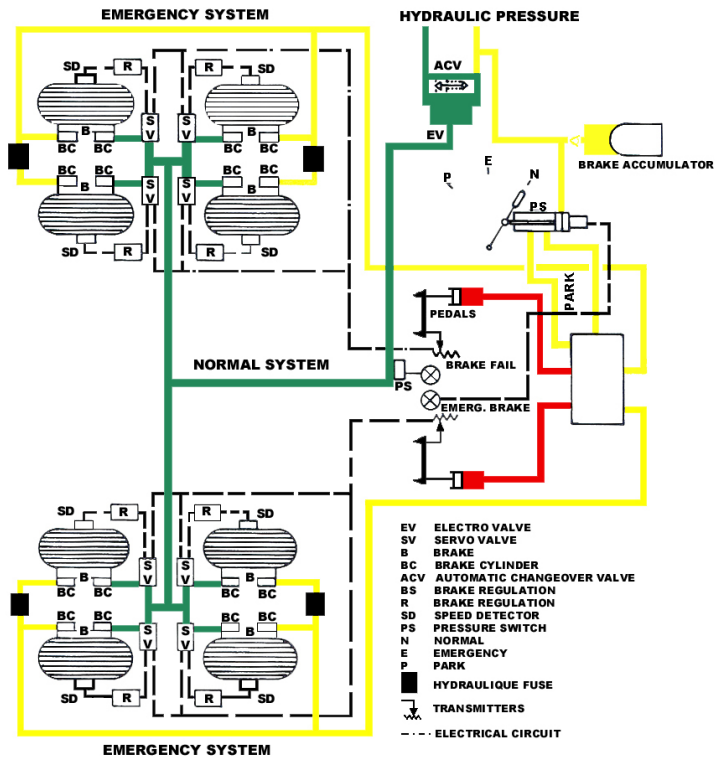 EMERGENCY SYSTEM
HYDRAULIC PRESSURE
SD R R SD
ACV
S V S V
B B
BC BC BC BC
EV
BC BC BC BC
B B
S V S V
E
P N
BRAKE ACCUMULATOR
PS
SD R R SD
PARK
PEDALS
NORMAL SYSTEM
BRAKE FAIL
PS
EMERG. BRAKE
SD R R SD
S V S V
B B
BC BC BC BC
BC BC BC BC
B B
S V S V
SD R R SD
EMERGENCY SYSTEM
EV ELECTRO VALVE
SV SERVO VALVE
B BRAKE
BC BRAKE CYLINDER
ACV AUTOMATIC CHANGEOVER VALVE
BS BRAKE REGULATION
R BRAKE REGULATION
SD SPEED DETECTOR
PS PRESSURE SWITCH
N NORMAL
E EMERGENCY
P PARK
HYDRAULIQUE FUSE
TRANSMITTERS
ELECTRICAL CIRCUIT